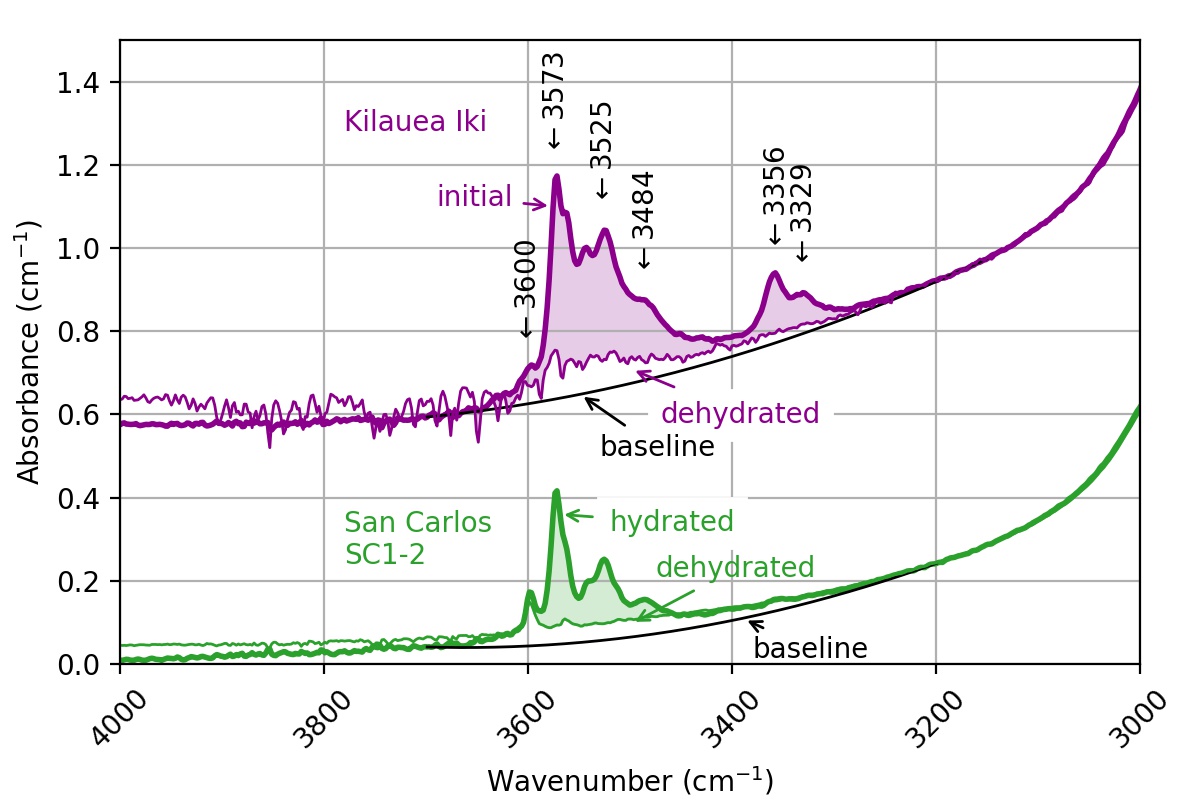 1.4
1.2
1.0
0.8
0.6
0.4
0.2
0.0
Absorbance (cm⁻¹)
Kilauea Iki
initial
←3600
←3573
←3525
←3484
←3356
←3329
dehydrated
baseline
San Carlos
SC1-2
hydrated
dehydrated
baseline
4000
3800
3600
3400
3200
3000
Wavenumber (cm⁻¹)